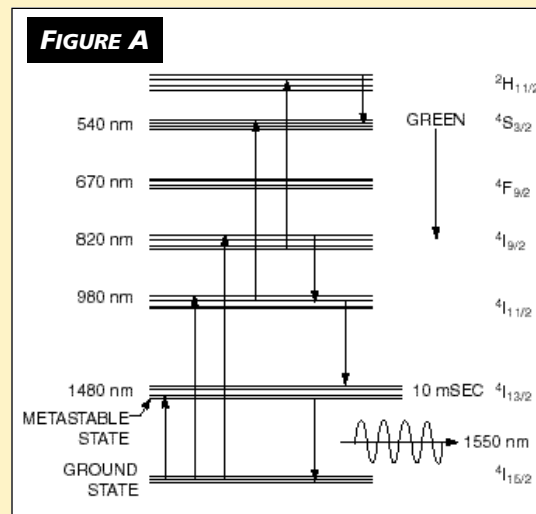 FIGURE A
²H₁₁/₂
540 nm GREEN ⁴S₃/₂
670 nm ⁴F₉/₂
820 nm ⁴I₉/₂
980 nm ⁴I₁₁/₂
1480 nm 10 mSEC ⁴I₁₃/₂
METASTABLE
STATE
1550 nm
GROUND
STATE
⁴I₁₅/₂